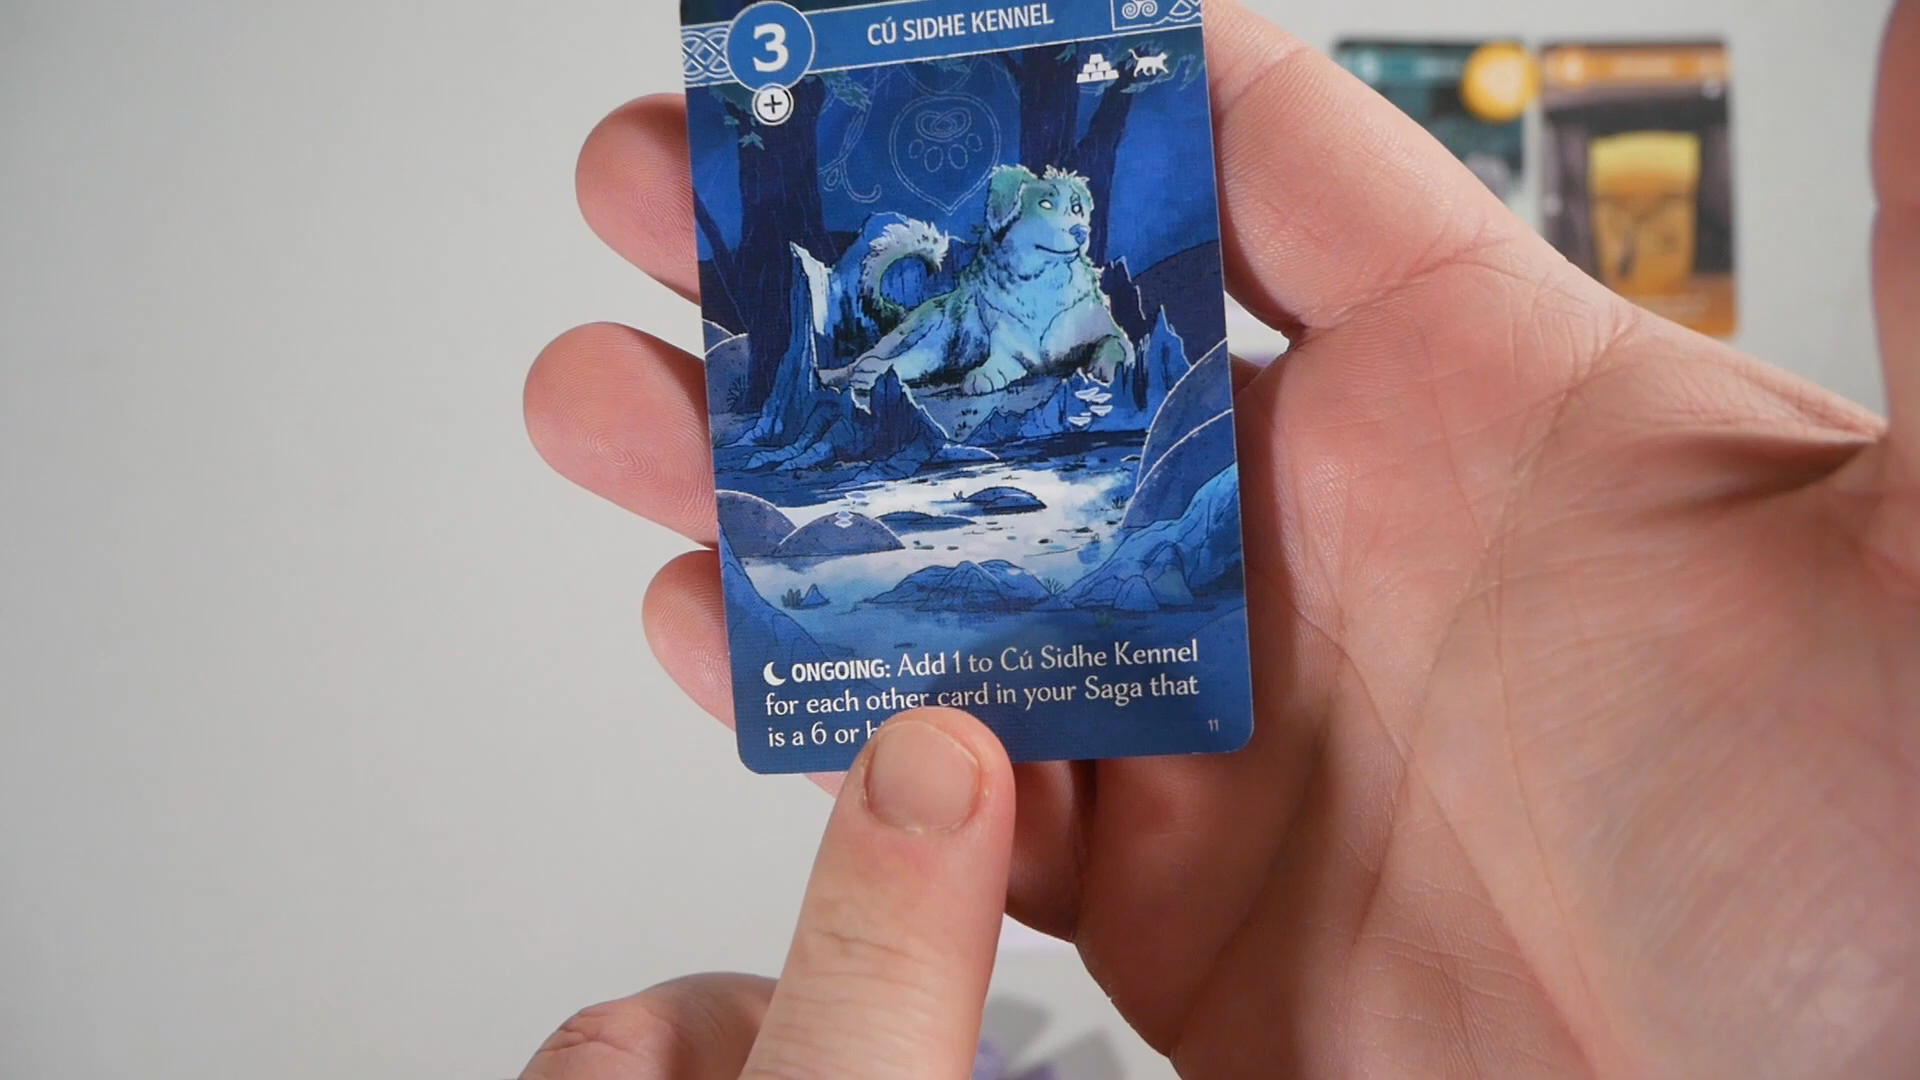 3
CÚ SIDHE KENNEL
ONGOING: Add 1 to Cú Sidhe Kennel
for each other card in your Saga that
is a 6 or
11